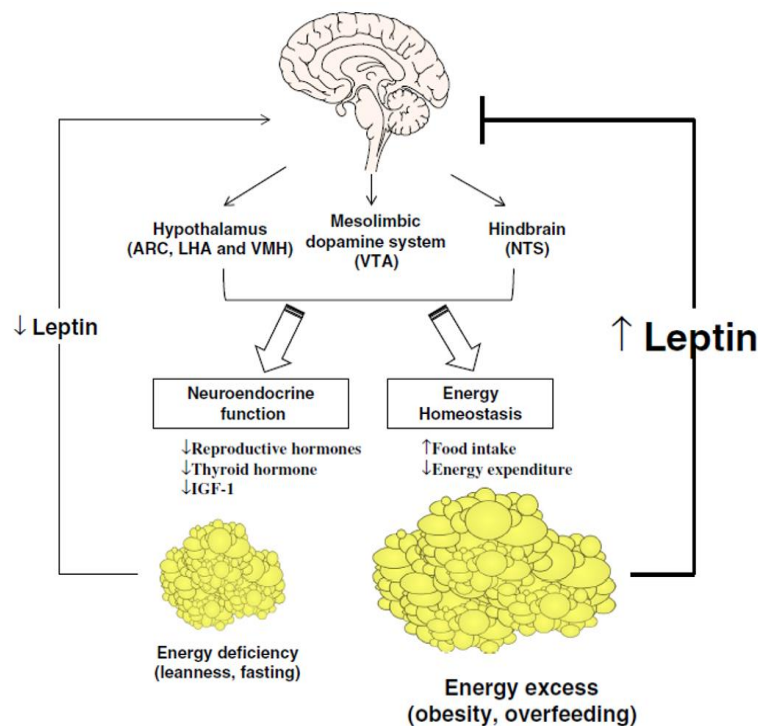 Hypothalamus
(ARC, LHA and VMH)
Mesolimbic
dopamine system
(VTA)
Hindbrain
(NTS)
↓ Leptin
↑ Leptin
Neuroendocrine
function
Energy
Homeostasis
↓Reproductive hormones
↓Thyroid hormone
↓IGF-1
↑Food intake
↓Energy expenditure
Energy deficiency
(leanness, fasting)
Energy excess
(obesity, overfeeding)